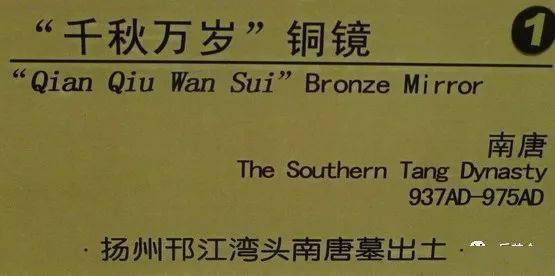 “千秋万岁”铜镜
1
“Qian Qiu Wan Sui” Bronze Mirror
南唐
The Southern Tang Dynasty
937AD-975AD
·扬州邗江湾头南唐墓出土·